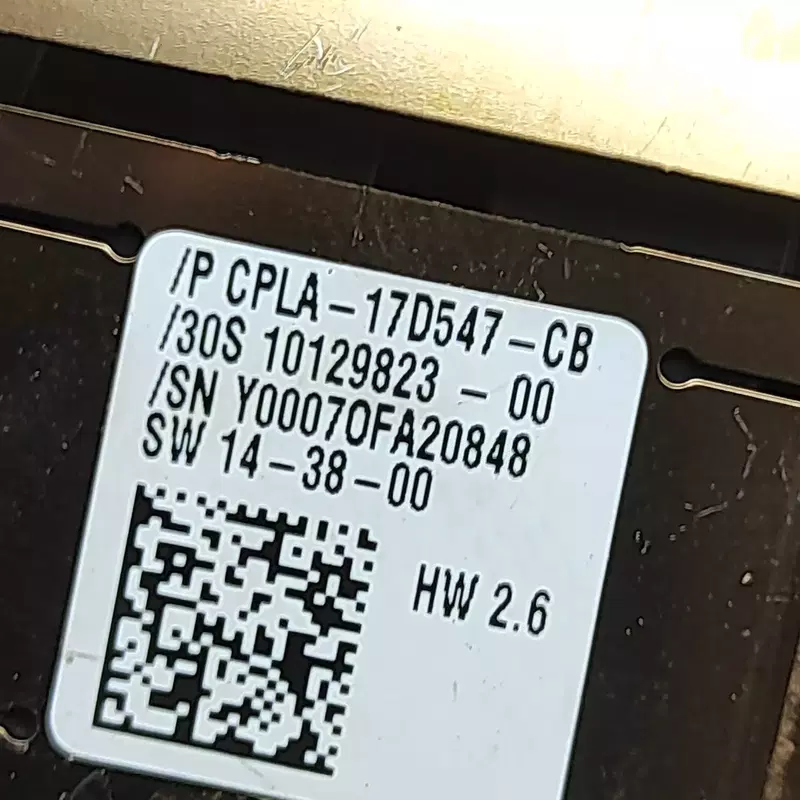 /P CPLA-17D547-CB
/30S 10129823 - 00
/SN Y00070FA20848
SW 14-38-00
HW 2.6